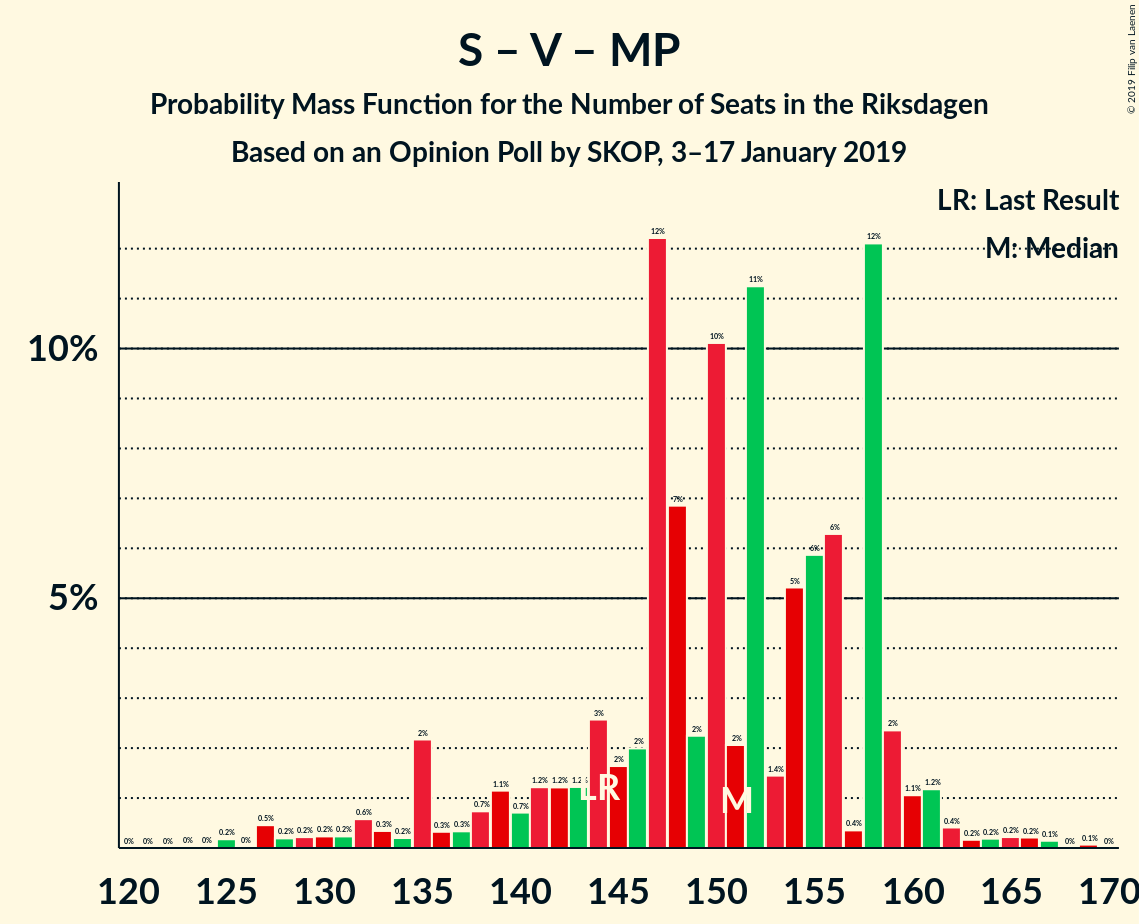 © 2019 Filip van Laenen
S – V – MP
Probability Mass Function for the Number of Seats in the Riksdagen
Based on an Opinion Poll by SKOP, 3–17 January 2019
LR: Last Result
M: Median
10%
5%
0% 0% 0% 0% 0% 0.2% 0% 0.5% 0.2% 0.2% 0.2% 0.2% 0.6% 0.3% 0.2% 2% 0.3% 0.3% 0.7% 1.1% 0.7% 1.2% 1.2% 1.2% 3% 2% 2% 12% 7% 2% 10% 2% 11% 1.4% 5% 6% 6% 0.4% 12% 2% 1.1% 1.2% 0.4% 0.2% 0.2% 0.2% 0.2% 0.1% 0% 0.1% 0%
LR
M
120 125 130 135 140 145 150 155 160 165 170